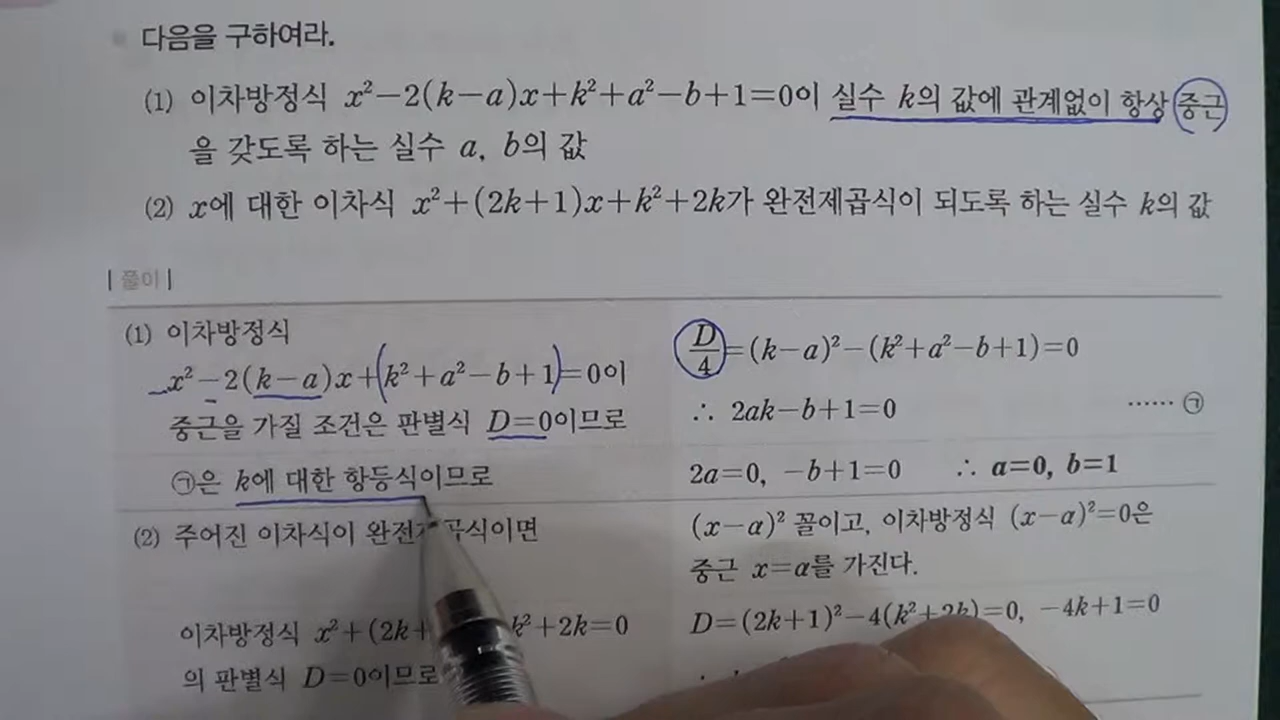 다음을 구하여라.
(1) 이차방정식 x²-2(k-a)x+k²+a²-b+1=0이 실수 k의 값에 관계없이 항상 중근
을 갖도록 하는 실수 a, b의 값
(2) x에 대한 이차식 x²+(2k+1)x+k²+2k가 완전제곱식이 되도록 하는 실수 k의 값
| 풀이 |
(1) 이차방정식
x²-2(k-a)x+(k²+a²-b+1)=0이
중근을 가질 조건은 판별식 D=0이므로
D/4=(k-a)²-(k²+a²-b+1)=0
∴ 2ak-b+1=0 …… ㉠
㉠은 k에 대한 항등식이므로
2a=0, -b+1=0 ∴ a=0, b=1
(2) 주어진 이차식이 완전제곱식이면
(x-α)² 꼴이고, 이차방정식 (x-α)²=0은
중근 x=α를 가진다.
이차방정식 x²+(2k+ k²+2k=0
의 판별식 D=0이므로
D=(2k+1)²-4(k²+2k)=0, -4k+1=0